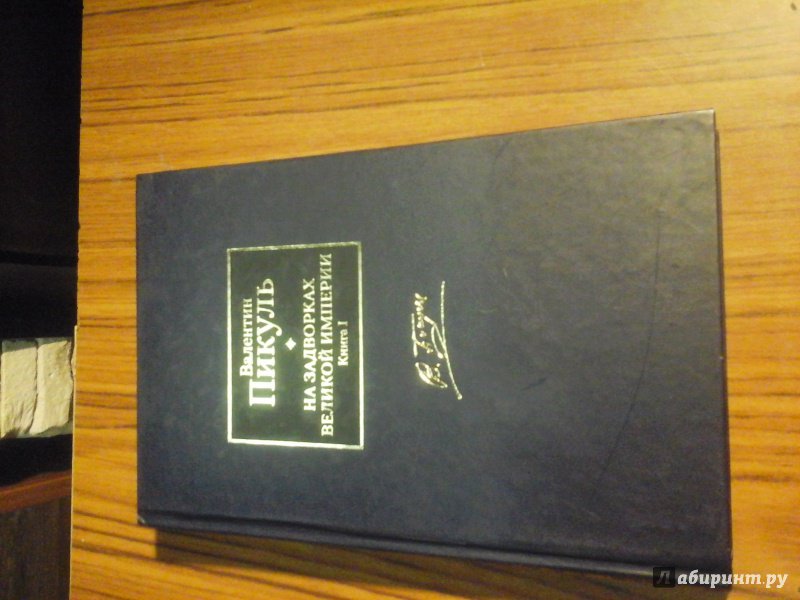 Валентин
Пикуль
НА ЗАДВОРКАХ
ВЕЛИКОЙ ИМПЕРИИ
Книга I
Лабиринт.ру